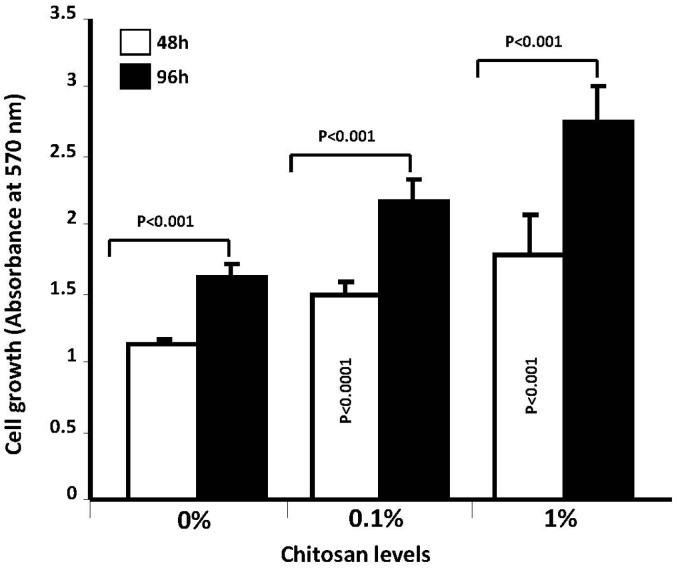 3.5
3
2.5
2
1.5
1
0.5
0
Cell growth (Absorbance at 570 nm)
48h
96h
P<0.001
P<0.001
P<0.001
P<0.0001
P<0.001
0%
0.1%
1%
Chitosan levels